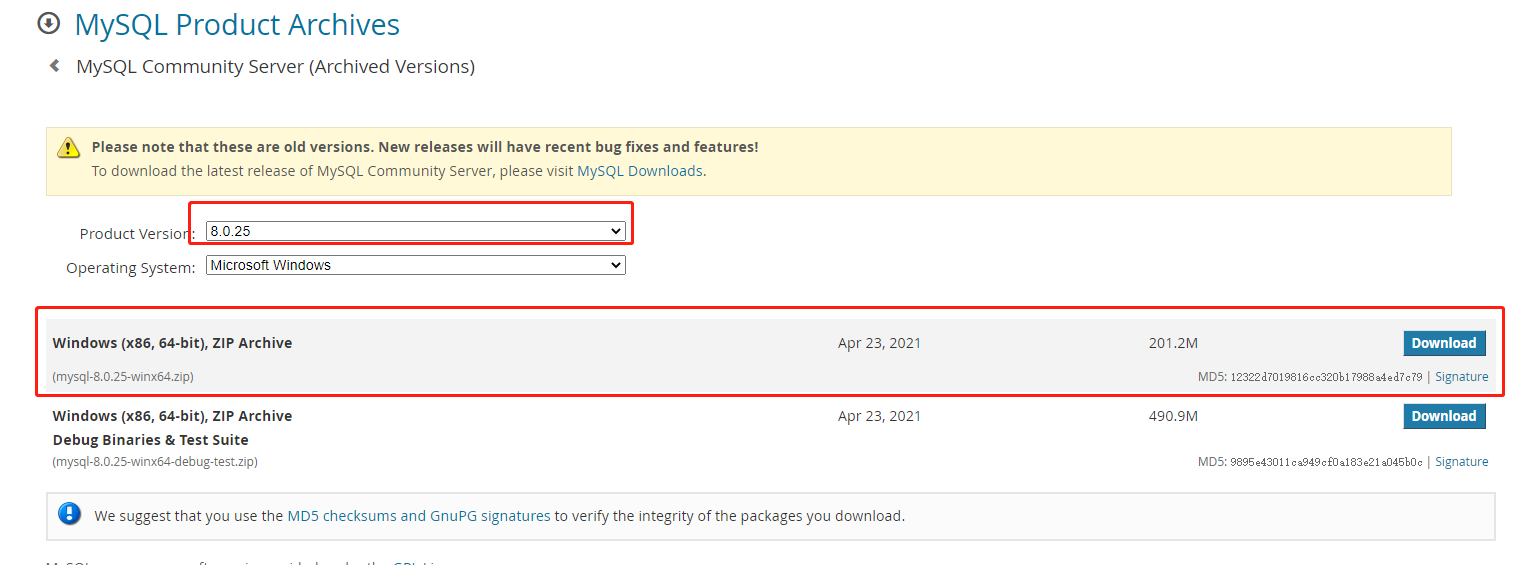 MySQL Product Archives
MySQL Community Server (Archived Versions)
Please note that these are old versions. New releases will have recent bug fixes and features!
To download the latest release of MySQL Community Server, please visit MySQL Downloads.
Product Version: 8.0.25
Operating System: Microsoft Windows
Windows (x86, 64-bit), ZIP Archive Apr 23, 2021 201.2M Download
(mysql-8.0.25-winx64.zip) MD5: 12322d7019816cc320b17988a4ed7c79 | Signature
Windows (x86, 64-bit), ZIP Archive Apr 23, 2021 490.9M Download
Debug Binaries & Test Suite
(mysql-8.0.25-winx64-debug-test.zip) MD5: 9895e43011ca949cf0a183e21a045b0c | Signature
We suggest that you use the MD5 checksums and GnuPG signatures to verify the integrity of the packages you download.